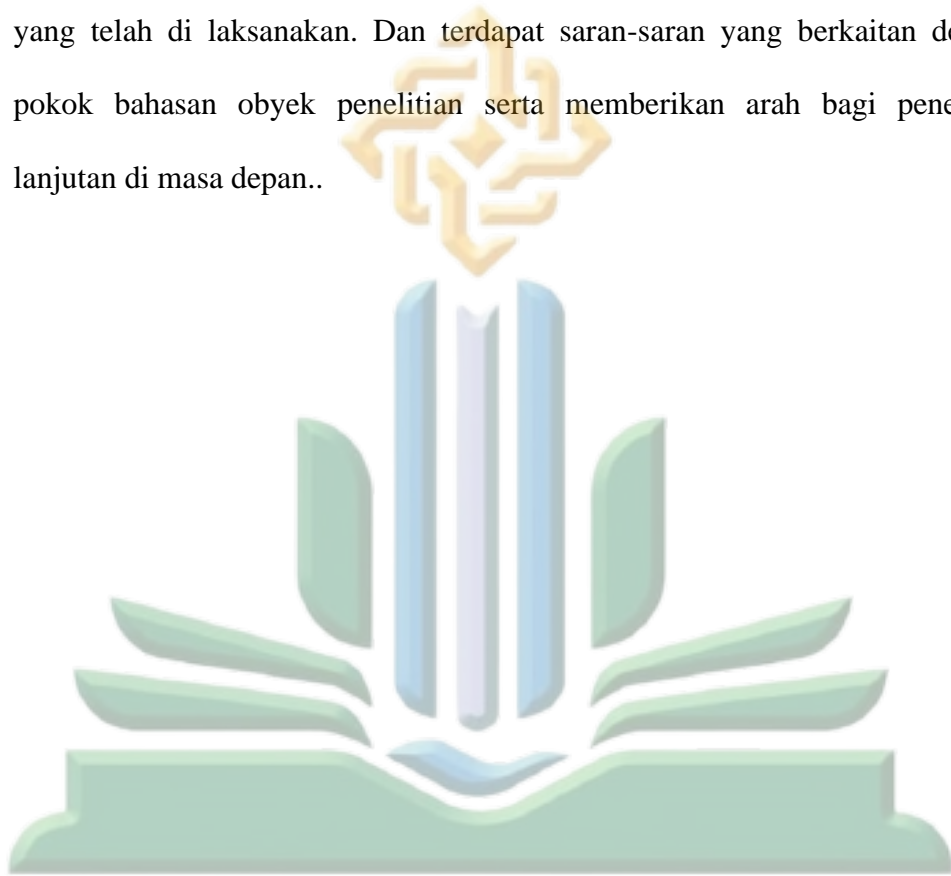 yang telah di laksanakan. Dan terdapat saran-saran yang berkaitan
pokok bahasan obyek penelitian serta memberikan arah bagi
lanjutan di masa depan..